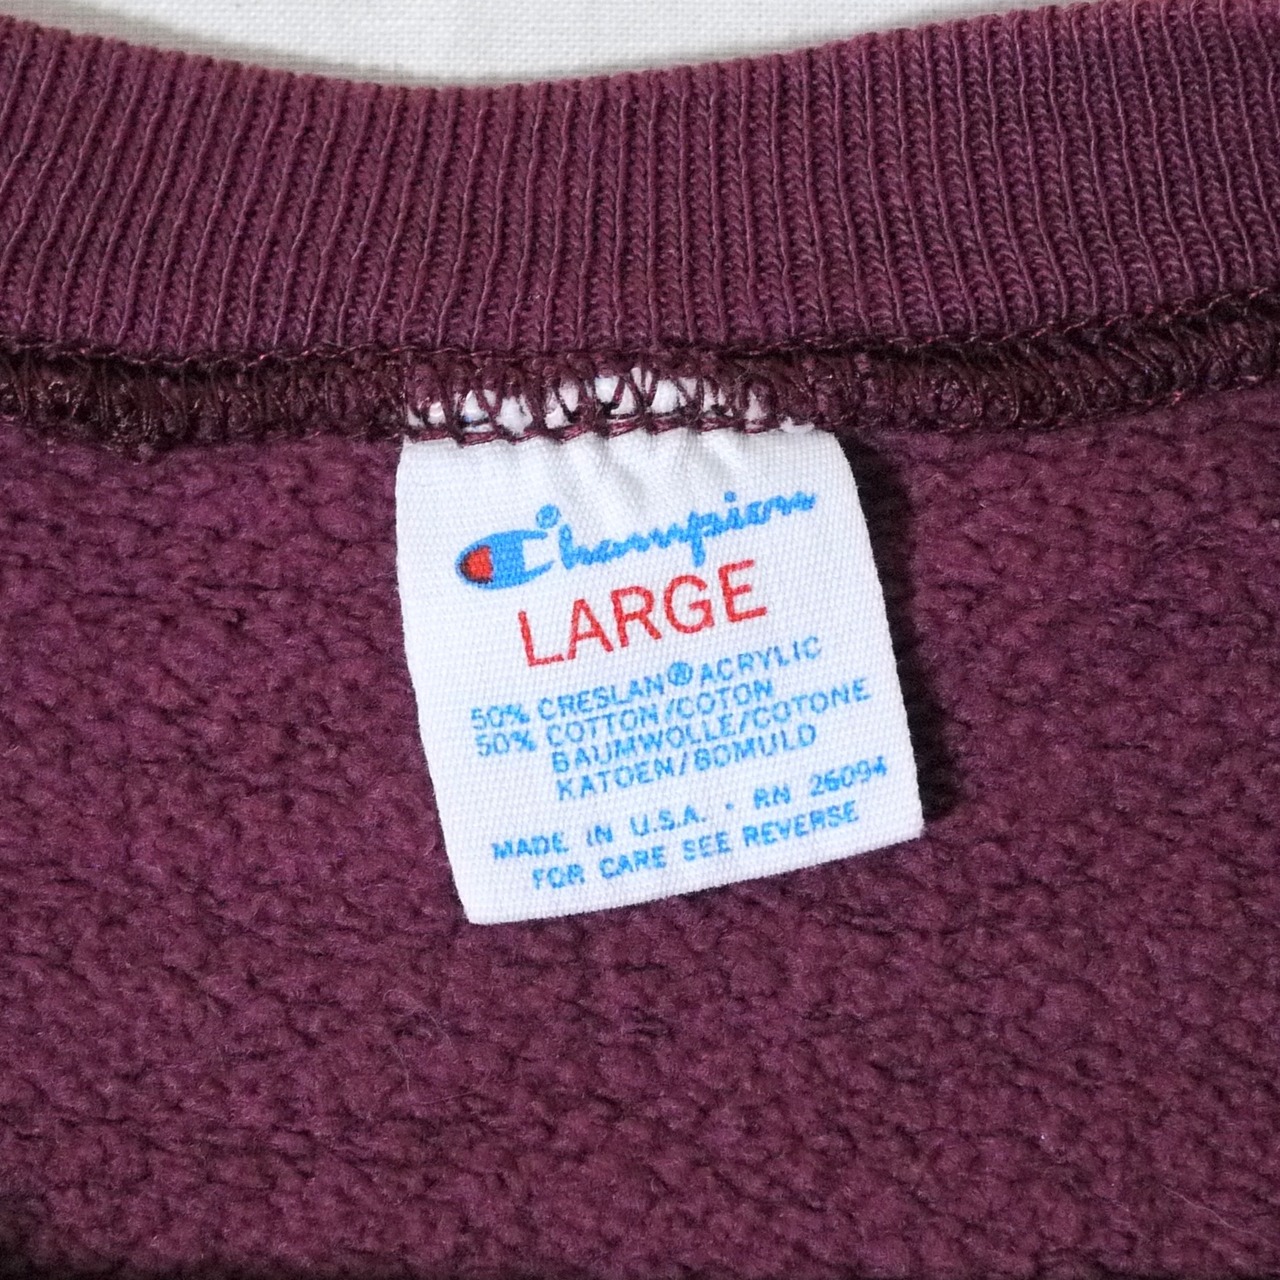 Champion®
LARGE
50% CRESLAN® ACRYLIC
50% COTTON/COTON
BAUMWOLLE/COTONE
KATOEN/BOMULD
MADE IN U.S.A. · RN 26094
FOR CARE SEE REVERSE